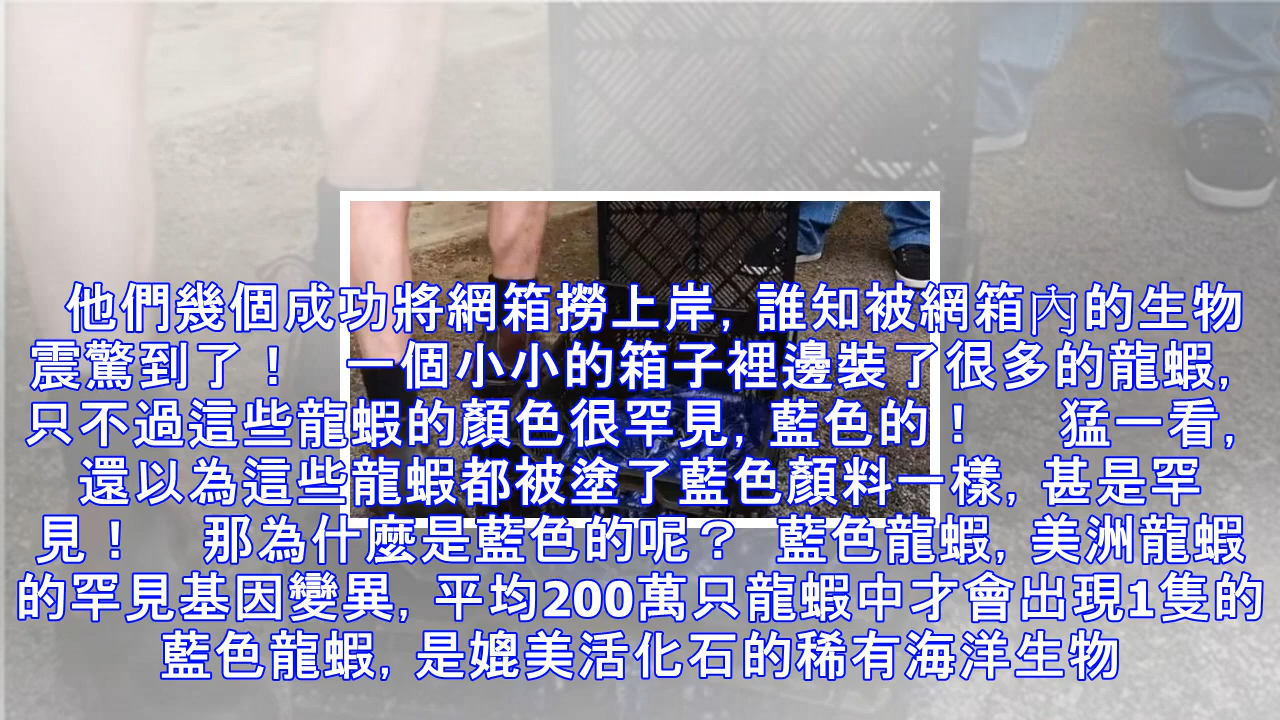 他們幾個成功將網箱撈上岸, 誰知被網箱內的生物
震驚到了！ 一個小小的箱子裡邊裝了很多的龍蝦,
只不過這些龍蝦的顏色很罕見, 藍色的！ 猛一看,
還以為這些龍蝦都被塗了藍色顏料一樣, 甚是罕
見！ 那為什麼是藍色的呢？ 藍色龍蝦, 美洲龍蝦
的罕見基因變異, 平均200萬只龍蝦中才會出現1隻的
藍色龍蝦, 是媲美活化石的稀有海洋生物